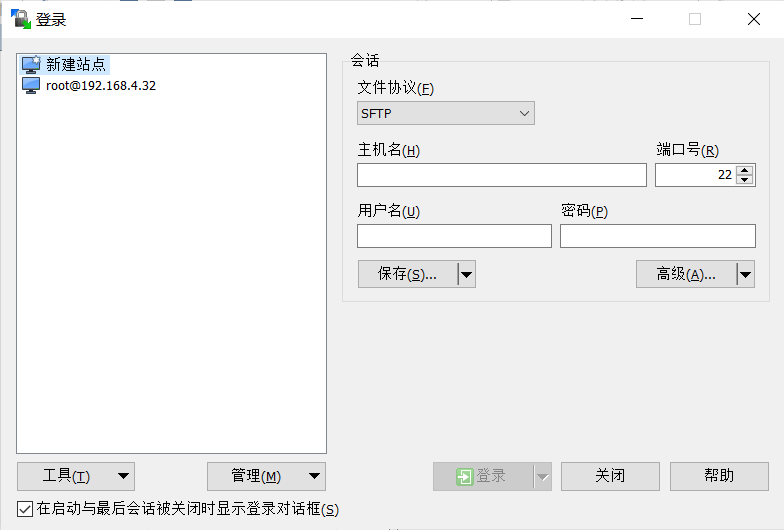 登录
新建站点
root@192.168.4.32
会话
文件协议(F)
SFTP
主机名(H)
端口号(R)
22
用户名(U)
密码(P)
保存(S)...
高级(A)...
工具(T)
管理(M)
登录
关闭
帮助
在启动与最后会话被关闭时显示登录对话框(S)